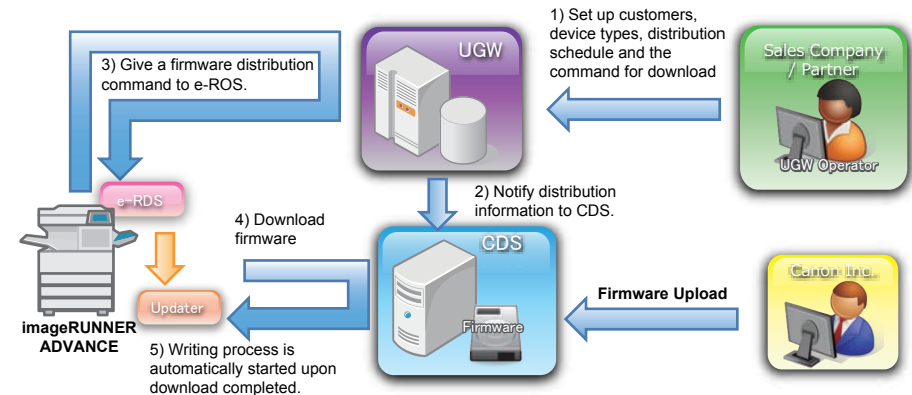 1) Set up customers,
device types, distribution
schedule and the
command for download
UGW
Sales Company
/ Partner
UGW Operator
3) Give a firmware distribution
command to e-ROS.
e-RDS
2) Notify distribution
information to CDS.
4) Download
firmware
CDS
Firmware
Canon Inc.
Firmware Upload
Updater
imageRUNNER
ADVANCE
5) Writing process is
automatically started upon
download completed.